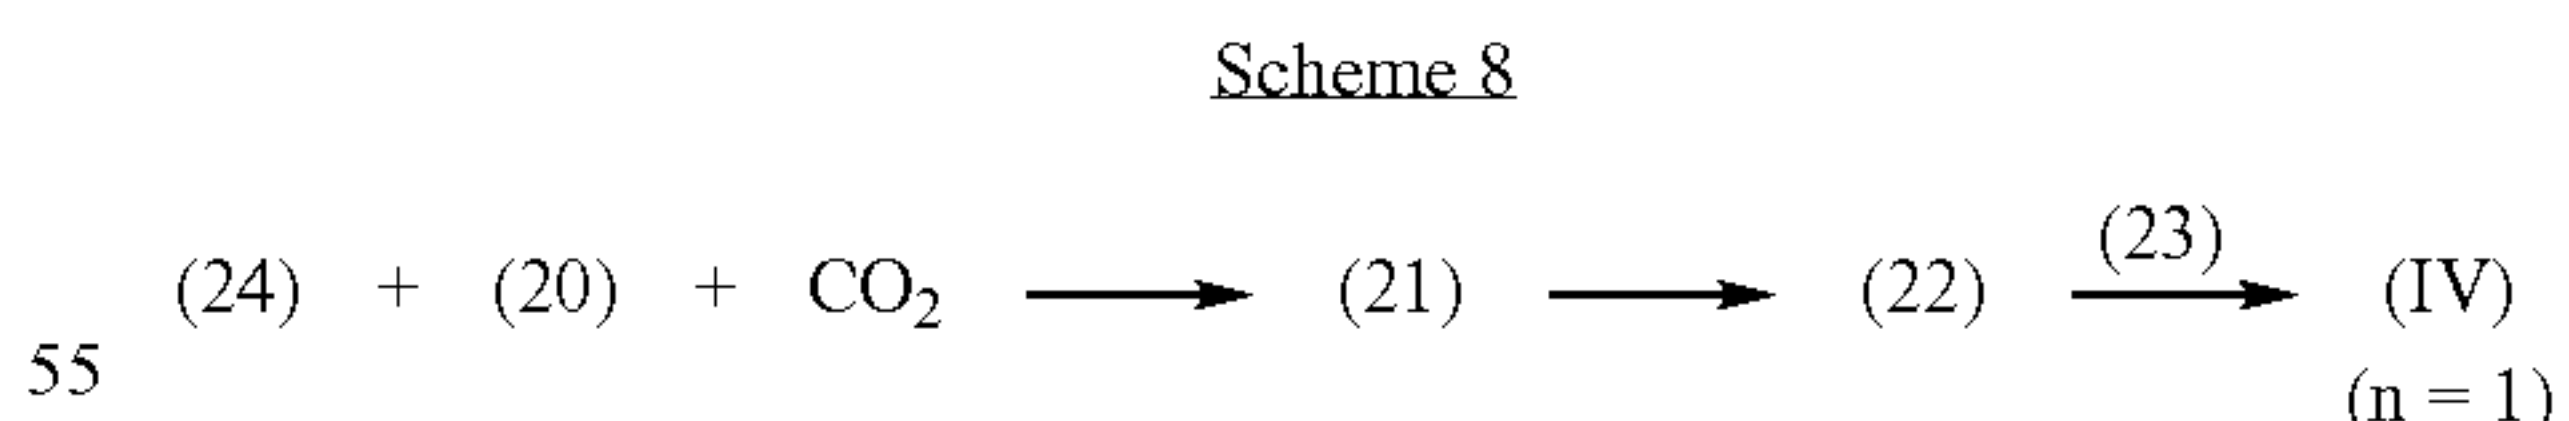 Scheme 8
(23)
(24) + (20) + CO₂ ⟶ (21) ⟶ (22) ⟶ (IV)
55
(n = 1)